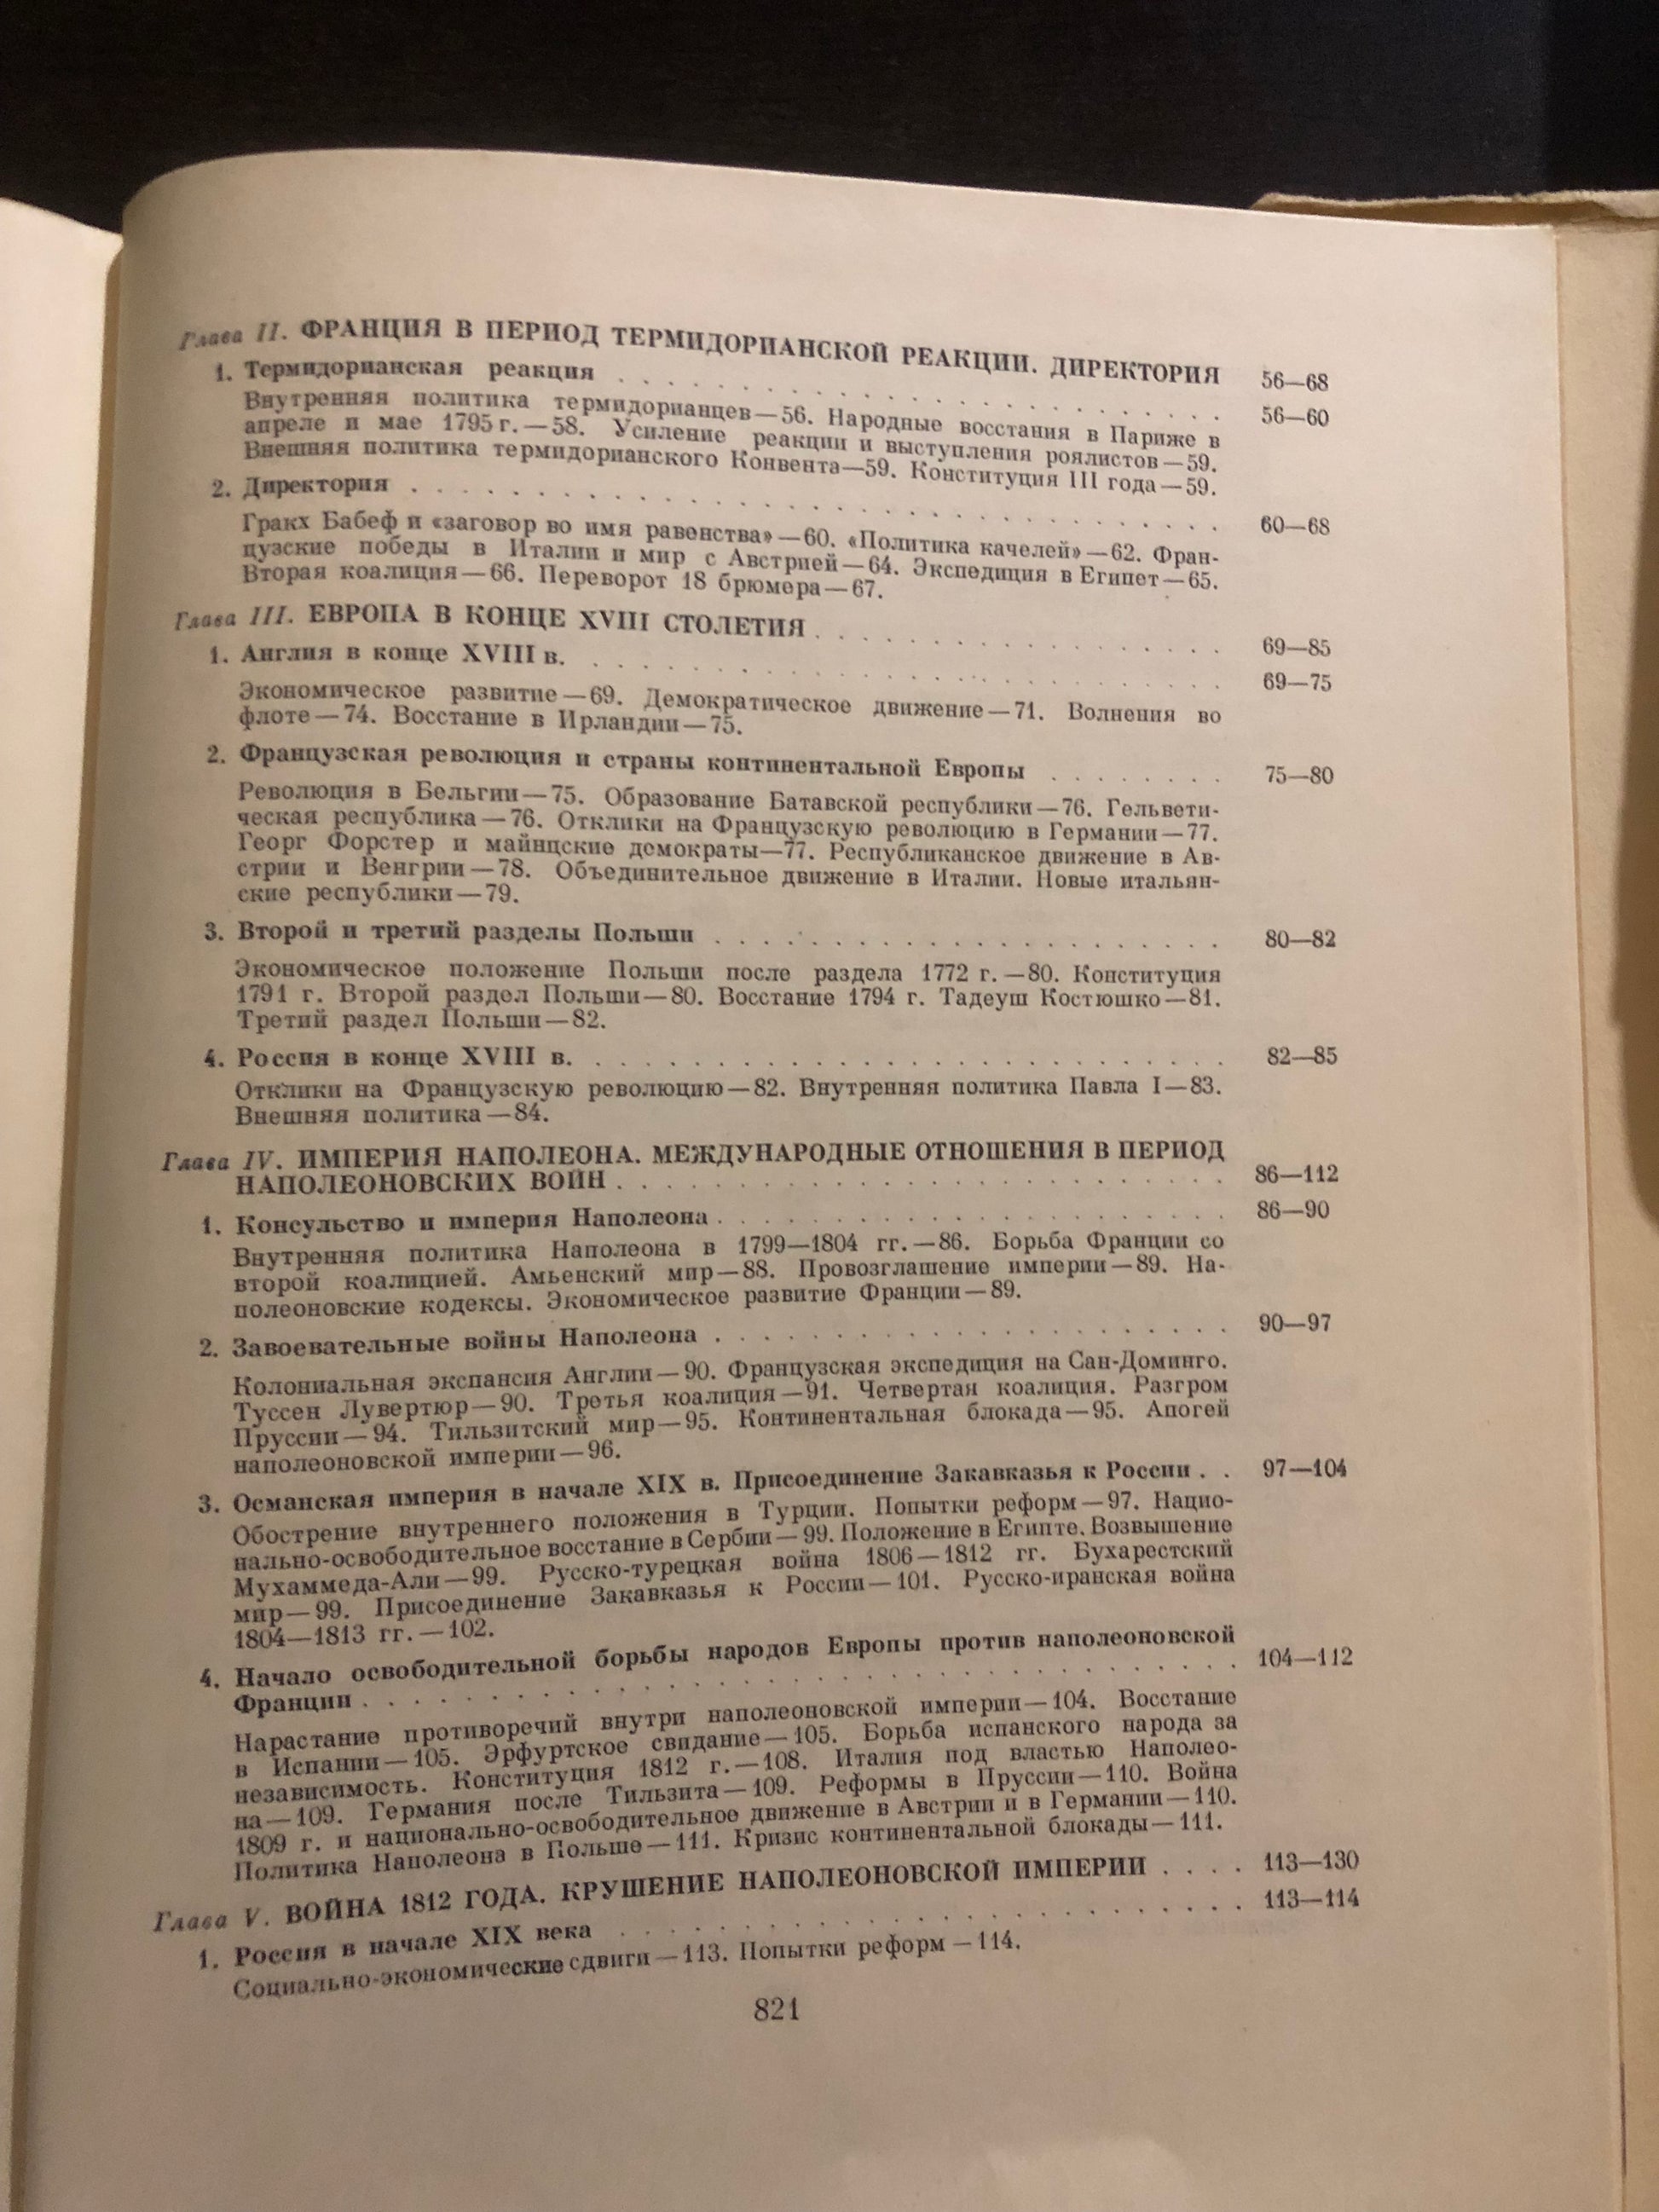 Глава II. ФРАНЦИЯ В ПЕРИОД ТЕРМИДОРИАНСКОЙ РЕАКЦИИ. ДИРЕКТОРИЯ 56—68
1. Термидорианская реакция . . . . . . . . . . . . . . . . . . . 56—60
Внутренняя политика термидорианцев—56. Народные восстания в Париже в
апреле и мае 1795 г.—58. Усиление реакции и выступления роялистов—59.
Внешняя политика термидорианского Конвента—59. Конституция III года—59.
2. Директория . . . . . . . . . . . . . . . . . . . . . . . . 60—68
Гракх Бабеф и «заговор во имя равенства»—60. «Политика качелей»—62. Фран-
цузские победы в Италии и мир с Австрией—64. Экспедиция в Египет—65.
Вторая коалиция—66. Переворот 18 брюмера—67.
Глава III. ЕВРОПА В КОНЦЕ XVIII СТОЛЕТИЯ . . . . . . . . . . . . . . 69—85
1. Англия в конце XVIII в. . . . . . . . . . . . . . . . . . . . 69—75
Экономическое развитие—69. Демократическое движение—71. Волнения во
флоте—74. Восстание в Ирландии—75.
2. Французская революция и страны континентальной Европы . . . . . . . 75—80
Революция в Бельгии—75. Образование Батавской республики—76. Гельвети-
ческая республика—76. Отклики на Французскую революцию в Германии—77.
Георг Форстер и майнцские демократы—77. Республиканское движение в Ав-
стрии и Венгрии—78. Объединительное движение в Италии. Новые итальян-
ские республики—79.
3. Второй и третий разделы Польши . . . . . . . . . . . . . . . . . 80—82
Экономическое положение Польши после раздела 1772 г.—80. Конституция
1791 г. Второй раздел Польши—80. Восстание 1794 г. Тадеуш Костюшко—81.
Третий раздел Польши—82.
4. Россия в конце XVIII в. . . . . . . . . . . . . . . . . . . . . 82—85
Отклики на Французскую революцию—82. Внутренняя политика Павла I—83.
Внешняя политика—84.
Глава IV. ИМПЕРИЯ НАПОЛЕОНА. МЕЖДУНАРОДНЫЕ ОТНОШЕНИЯ В ПЕРИОД
НАПОЛЕОНОВСКИХ ВОЙН . . . . . . . . . . . . . . . . . . . . . 86—112
1. Консульство и империя Наполеона . . . . . . . . . . . . . . . . . 86—90
Внутренняя политика Наполеона в 1799—1804 гг.—86. Борьба Франции со
второй коалицией. Амьенский мир—88. Провозглашение империи—89. На-
полеоновские кодексы. Экономическое развитие Франции—89.
2. Завоевательные войны Наполеона . . . . . . . . . . . . . . . . . 90—97
Колониальная экспансия Англии—90. Французская экспедиция на Сан-Доминго.
Туссен Лувертюр—90. Третья коалиция—91. Четвертая коалиция. Разгром
Пруссии—94. Тильзитский мир—95. Континентальная блокада—95. Апогей
наполеоновской империи—96.
3. Османская империя в начале XIX в. Присоединение Закавказья к России . . 97—104
Обострение внутреннего положения в Турции. Попытки реформ—97. Нацио-
нально-освободительное восстание в Сербии—99. Положение в Египте. Возвышение
Мухаммеда-Али—99. Русско-турецкая война 1806—1812 гг. Бухарестский
мир—99. Присоединение Закавказья к России—101. Русско-иранская война
1804—1813 гг.—102.
4. Начало освободительной борьбы народов Европы против наполеоновской
Франции . . . . . . . . . . . . . . . . . . . . . . . . . . 104—112
Нарастание противоречий внутри наполеоновской империи—104. Восстание
в Испании—105. Эрфуртское свидание—105. Борьба испанского народа за
независимость. Конституция 1812 г.—108. Италия под властью Наполео-
на—109. Германия после Тильзита—109. Реформы в Пруссии—110. Война
1809 г. и национально-освободительное движение в Австрии и в Германии—110.
Политика Наполеона в Польше—111. Кризис континентальной блокады—111.
Глава V. ВОЙНА 1812 ГОДА. КРУШЕНИЕ НАПОЛЕОНОВСКОЙ ИМПЕРИИ . . . . 113—130
1. Россия в начале XIX века . . . . . . . . . . . . . . . . . . . . 113—114
Социально-экономические сдвиги—113. Попытки реформ—114.
821